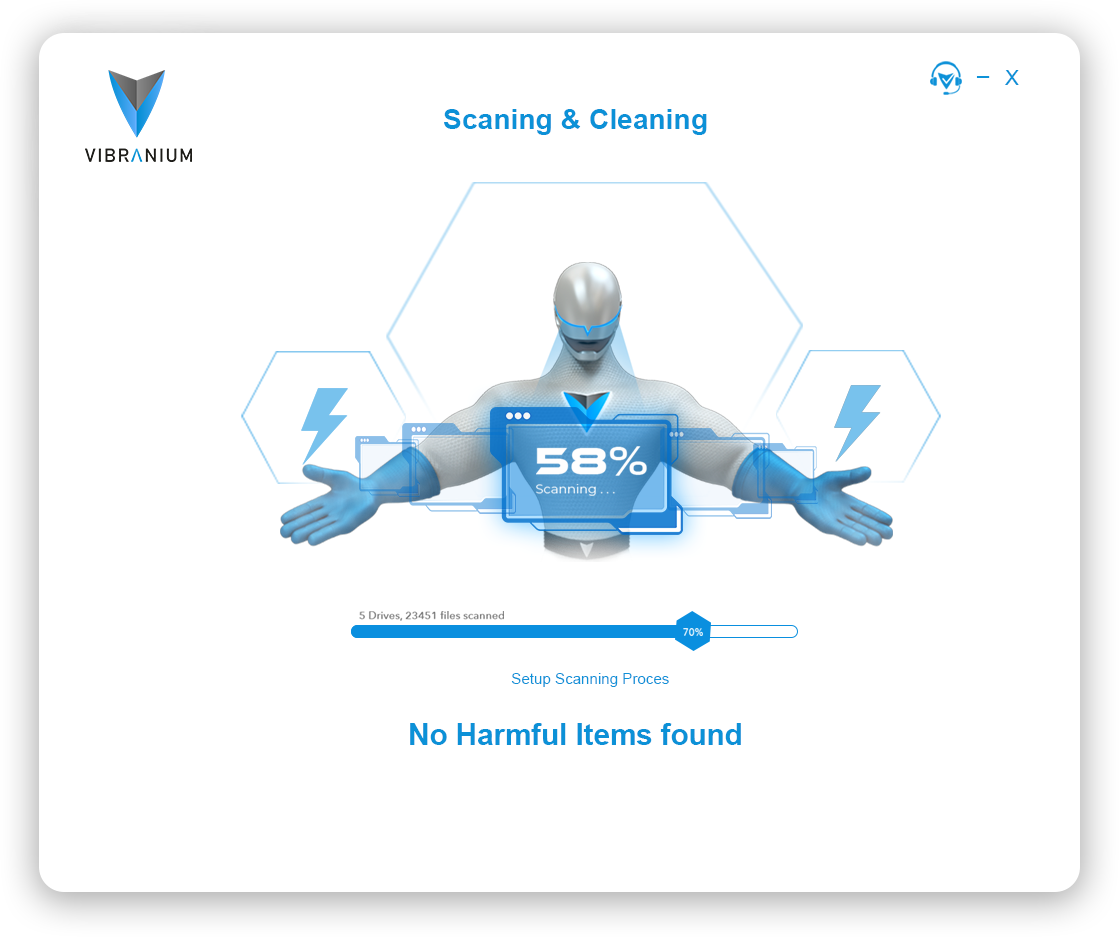 VIBRANIUM
– X
Scaning & Cleaning
58%
Scanning . . .
5 Drives, 23451 files scanned
70%
Setup Scanning Proces
No Harmful Items found